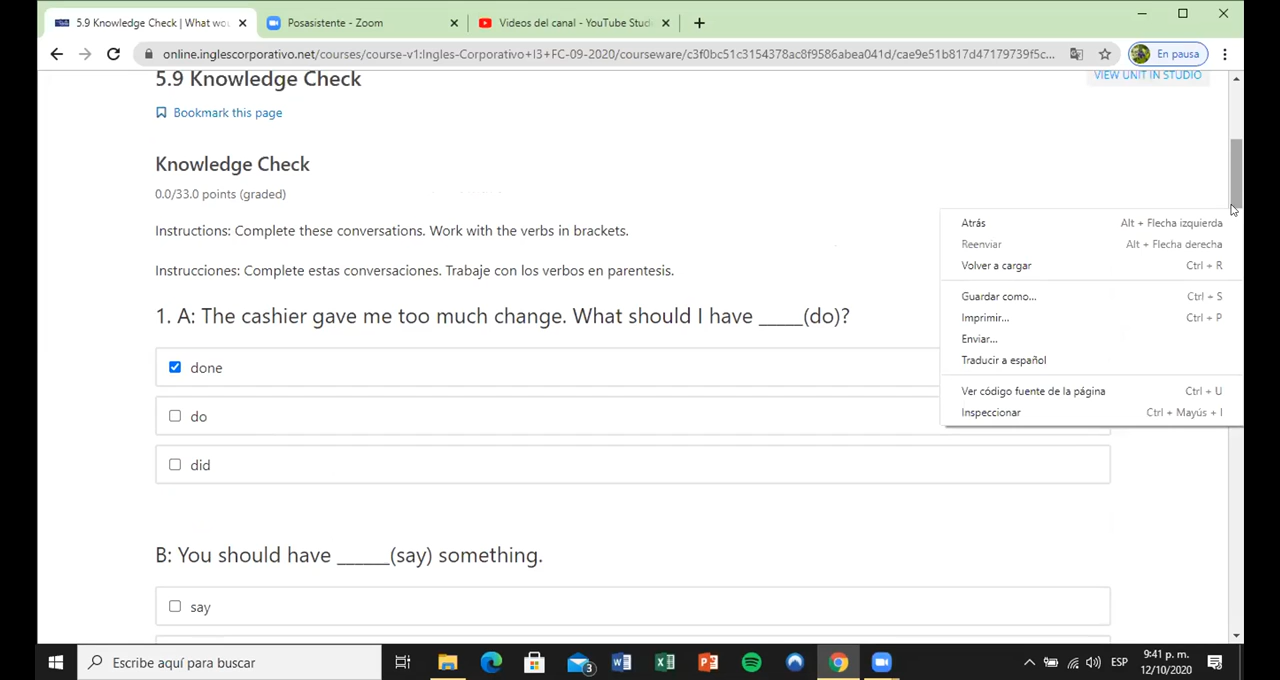 5.9 Knowledge Check | What wou
Posasistente - Zoom
Videos del canal - YouTube Stud
online.inglescorporativo.net/courses/course-v1:Ingles-Corporativo+I3+FC-09-2020/courseware/c3f0bc51c3154378ac8f9586abea041d/cae9e51b817d47179739f5c...
En pausa
5.9 Knowledge Check
VIEW UNIT IN STUDIO
Bookmark this page
Knowledge Check
0.0/33.0 points (graded)
Instructions: Complete these conversations. Work with the verbs in brackets.
Instrucciones: Complete estas conversaciones. Trabaje con los verbos en parentesis.
1. A: The cashier gave me too much change. What should I have _____(do)?
done
do
did
B: You should have ______(say) something.
say
Atrás Alt + Flecha izquierda
Reenviar Alt + Flecha derecha
Volver a cargar Ctrl + R
Guardar como... Ctrl + S
Imprimir... Ctrl + P
Enviar...
Traducir a español
Ver código fuente de la página Ctrl + U
Inspeccionar Ctrl + Mayús + I
Escribe aquí para buscar
3
ESP
9:41 p. m.
12/10/2020